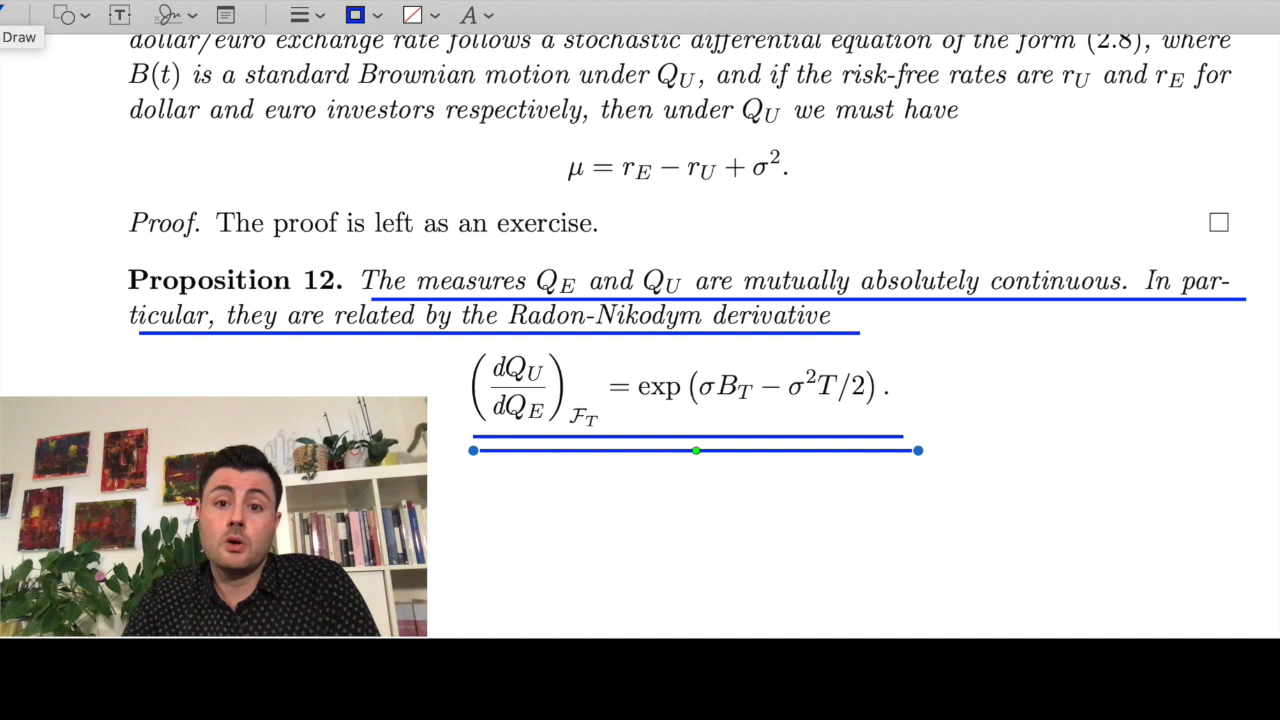 Draw
dollar/euro exchange rate follows a stochastic differential equation of the form (2.8), where
B(t) is a standard Brownian motion under Q_U, and if the risk-free rates are r_U and r_E for
dollar and euro investors respectively, then under Q_U we must have
μ = r_E − r_U + σ².
Proof. The proof is left as an exercise. □
Proposition 12. The measures Q_E and Q_U are mutually absolutely continuous. In par-
ticular, they are related by the Radon-Nikodym derivative
(dQ_U/dQ_E)_{ℱ_T} = exp (σB_T − σ²T/2).